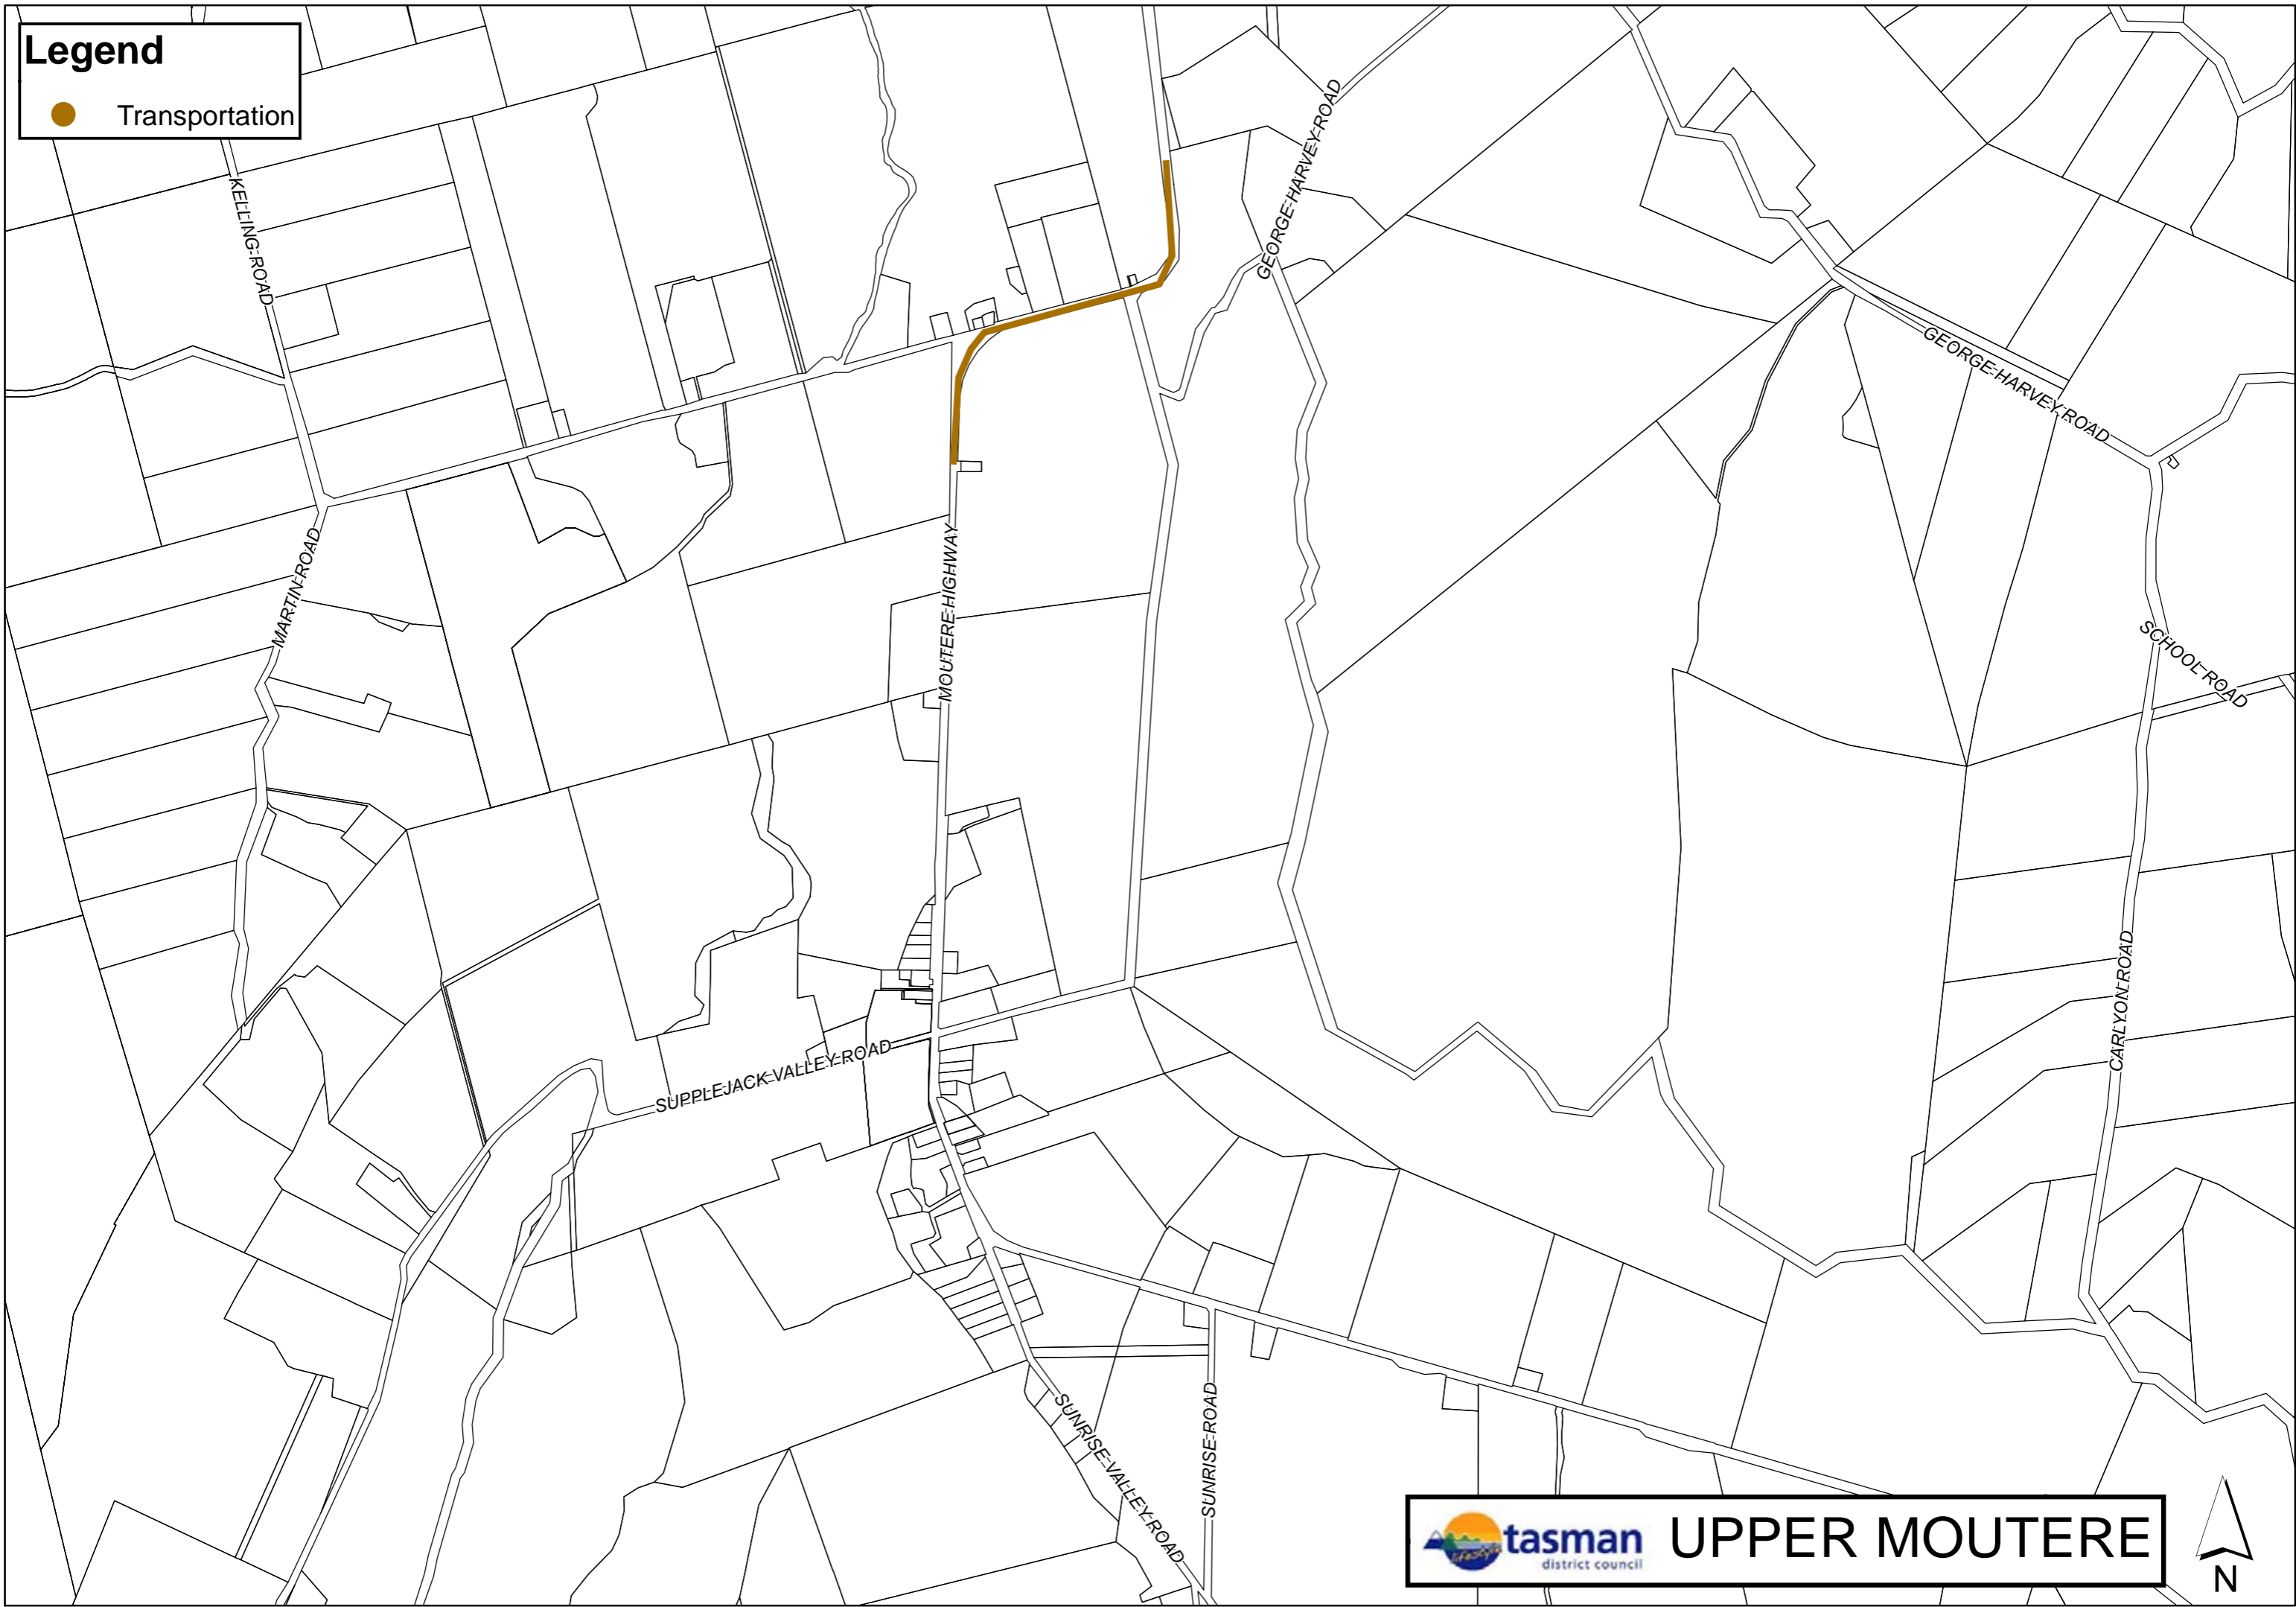 Legend
Transportation
KELLING ROAD
GEORGE HARVEY ROAD
GEORGE HARVEY ROAD
MARTIN ROAD
MOUTERE HIGHWAY
SCHOOL ROAD
CARLYON ROAD
SUPPLEJACK VALLEY ROAD
SUNRISE VALLEY ROAD
SUNRISE ROAD
tasman
lifestyle
district council
UPPER MOUTERE
N